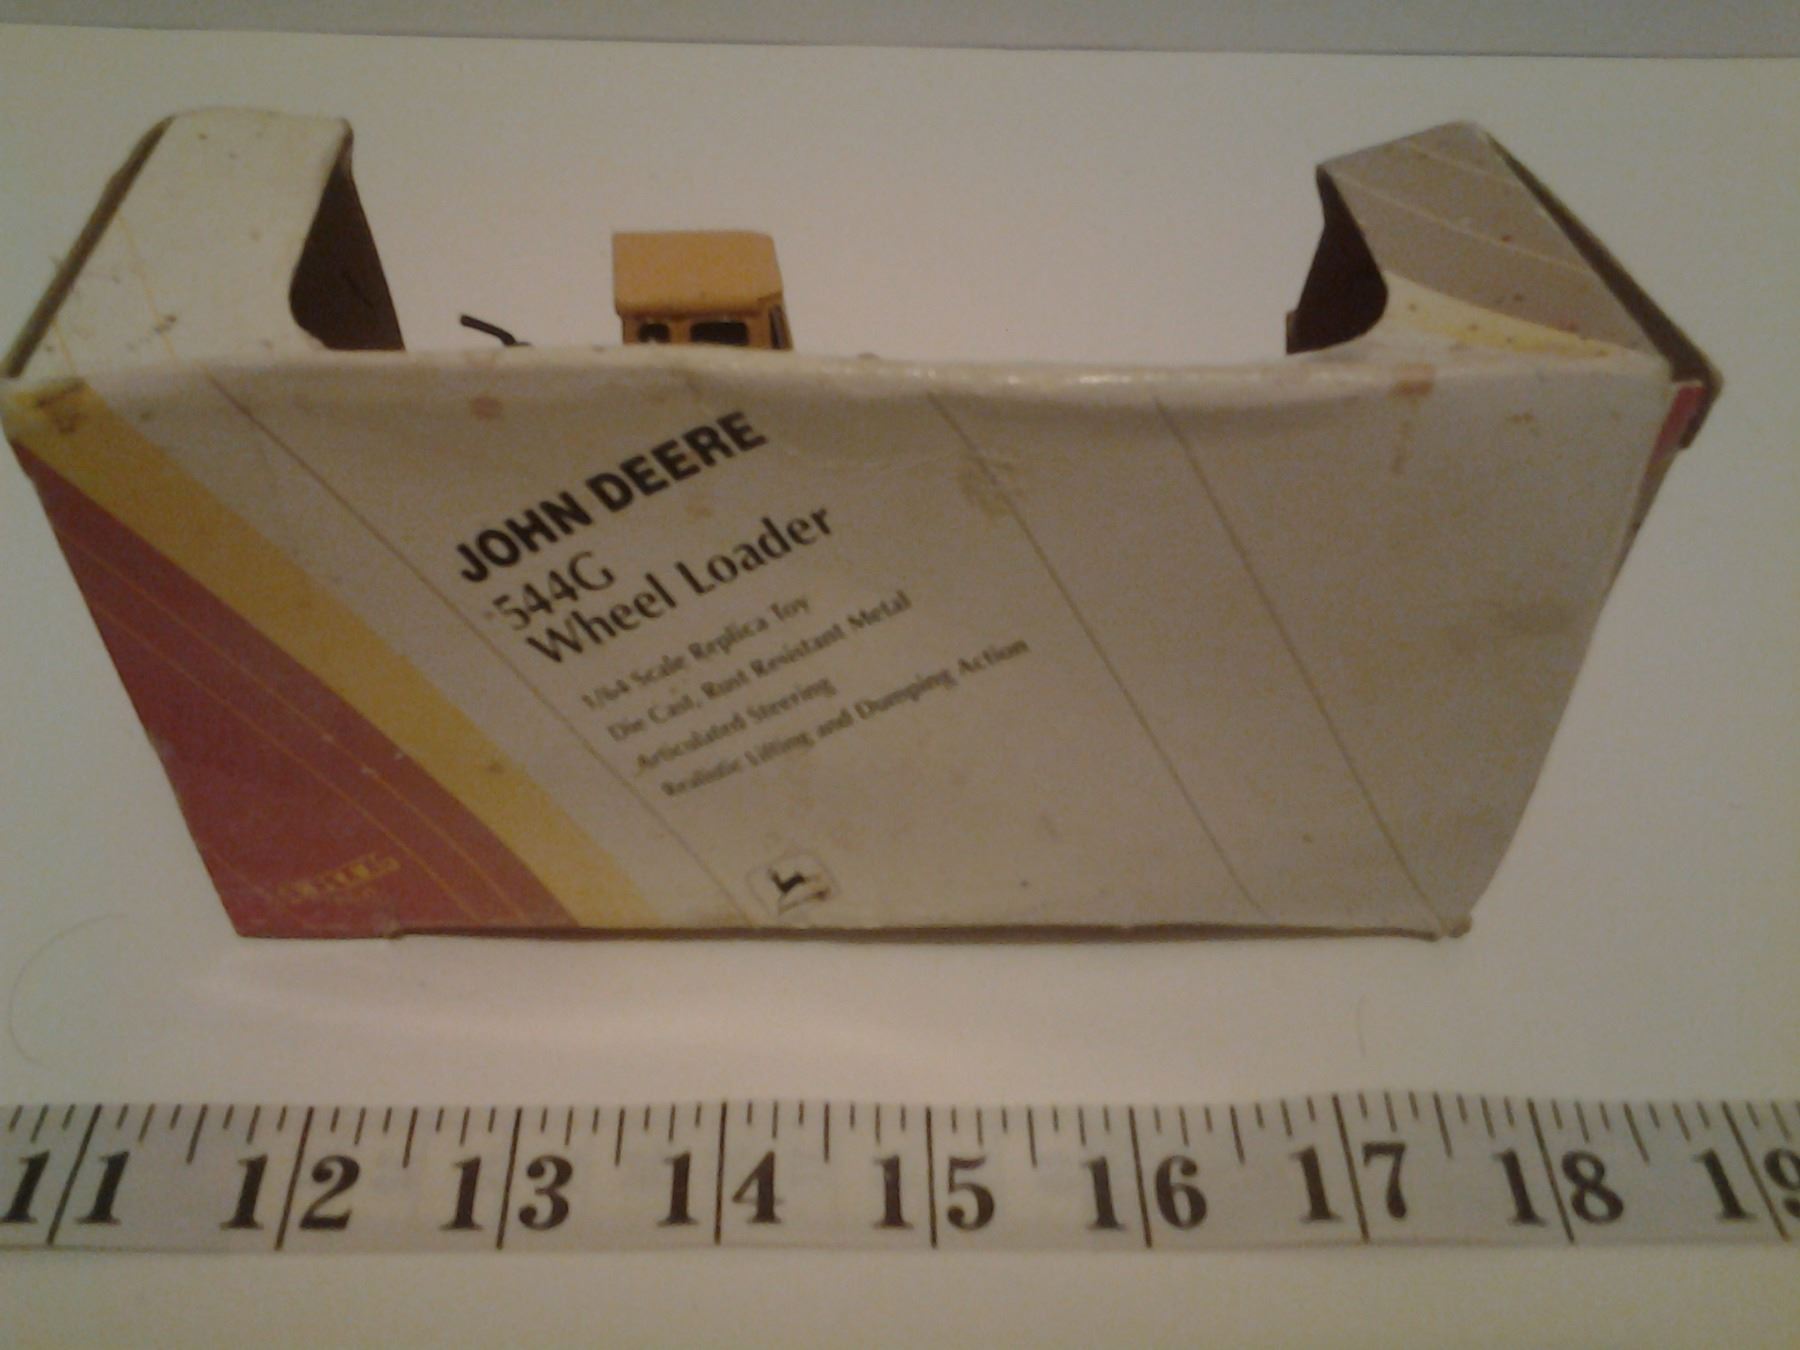 JOHN DEERE
544G
Wheel Loader
1/64 Scale Replica Toy
Die Cast, Rust Resistant Metal
Articulated Steering
Realistic Lifting and Dumping Action
11 12 13 14 15 16 17 18 19